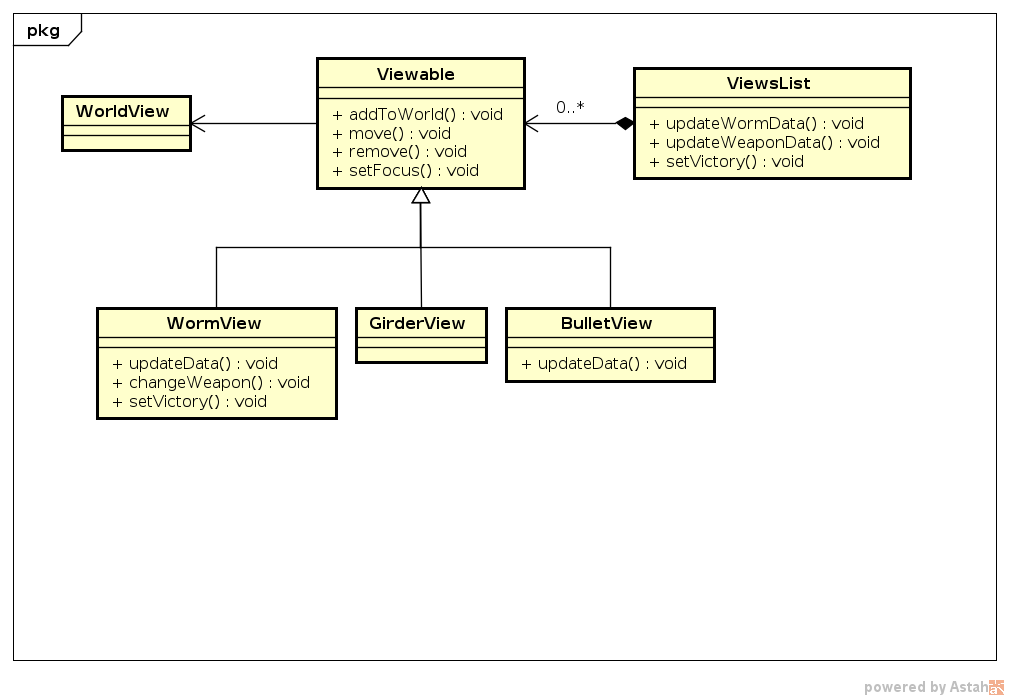 pkg
WorldView
Viewable
+ addToWorld() : void
+ move() : void
+ remove() : void
+ setFocus() : void
0..*
ViewsList
+ updateWormData() : void
+ updateWeaponData() : void
+ setVictory() : void
WormView
+ updateData() : void
+ changeWeapon() : void
+ setVictory() : void
GirderView
BulletView
+ updateData() : void
powered by Astah